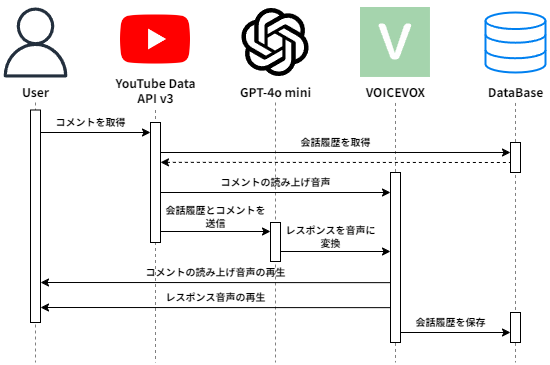 V
User
YouTube Data
API v3
GPT-4o mini
VOICEVOX
DataBase
コメントを取得
会話履歴を取得
コメントの読み上げ音声
会話履歴とコメントを
送信
レスポンスを音声に
変換
コメントの読み上げ音声の再生
レスポンス音声の再生
会話履歴を保存